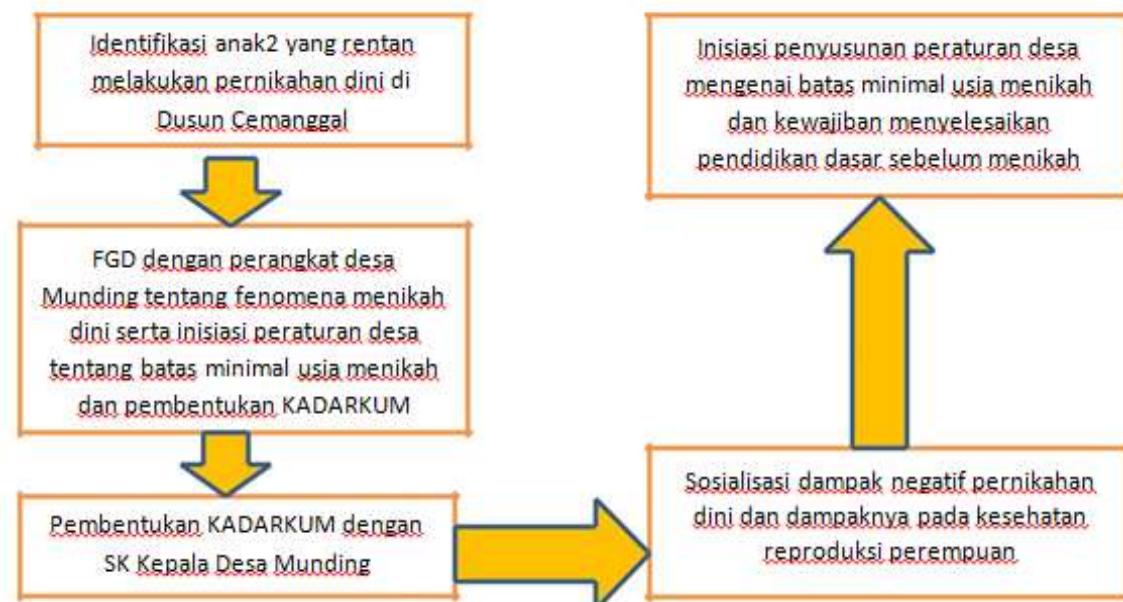 Identifikasi anak2 yang rentan
melakukan pernikahan dini di
Dusun Cemanggal
FGD dengan perangkat desa
Munding tentang fenomena menikah
dini serta inisiasi peraturan desa
tentang batas minimal usia menikah
dan pembentukan KADARKUM
Pembentukan KADARKUM dengan
SK Kepala Desa Munding
Sosialisasi dampak negatif pernikahan
dini dan dampaknya pada kesehatan
reproduksi perempuan
Inisiasi penyusunan peraturan desa
mengenai batas minimal usia menikah
dan kewajiban menyelesaikan
pendidikan dasar sebelum menikah